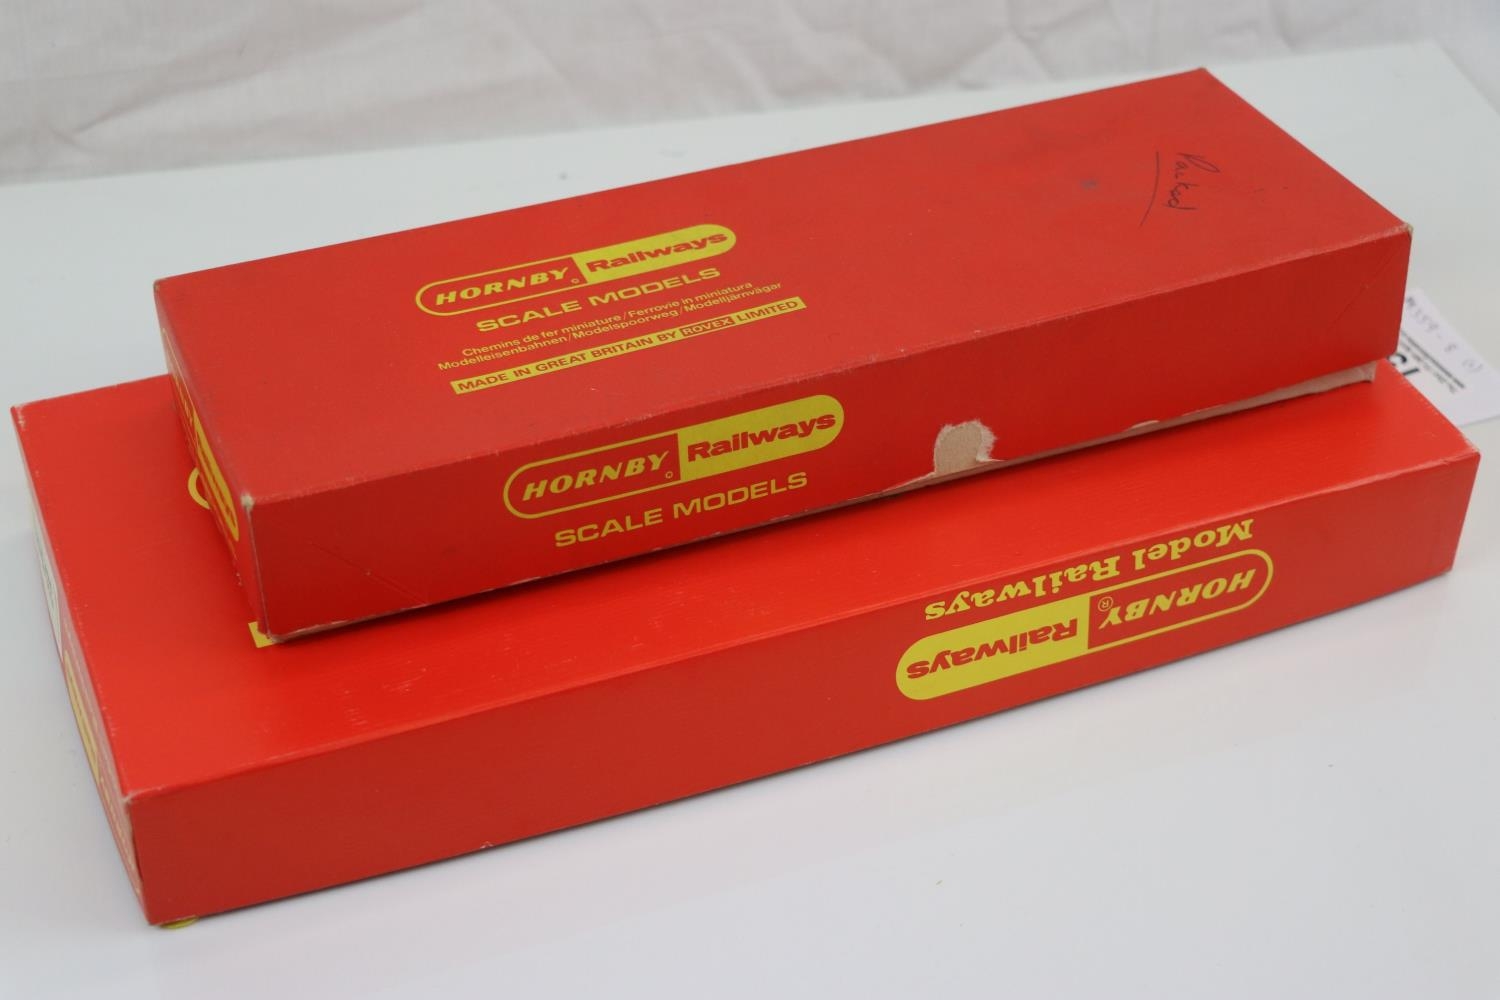 HORNBY Railways
SCALE MODELS
Chemins de fer miniature/Ferrovie in miniatura
Modelleisenbahnen/Modelspoorweg/Modelljärnvägar
MADE IN GREAT BRITAIN BY ROVEX LIMITED
Packed
HORNBY Railways
SCALE MODELS
HORNBY® Railways
Model Railways